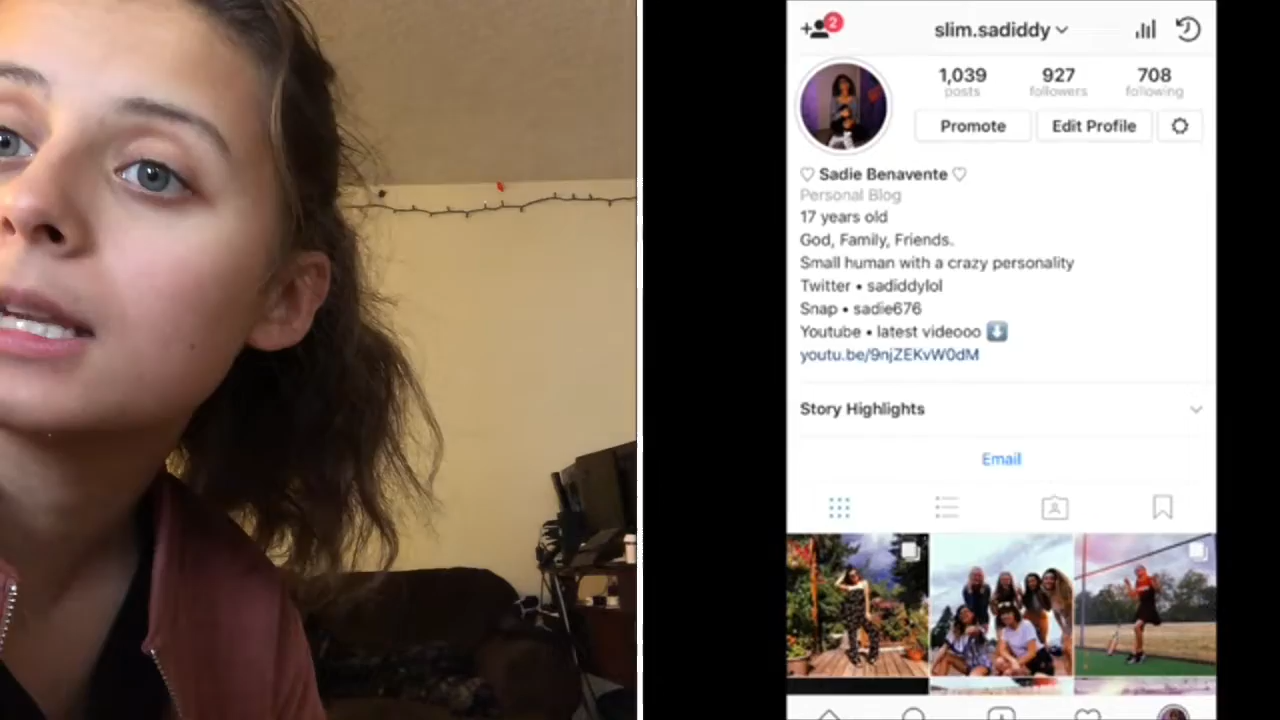 2
slim.sadiddy
1,039 927 708
posts followers following
Promote Edit Profile
♡ Sadie Benavente ♡
Personal Blog
17 years old
God, Family, Friends.
Small human with a crazy personality
Twitter • sadiddylol
Snap • sadie676
Youtube • latest videooo ⬇️
youtu.be/9njZEKvW0dM
Story Highlights
Email